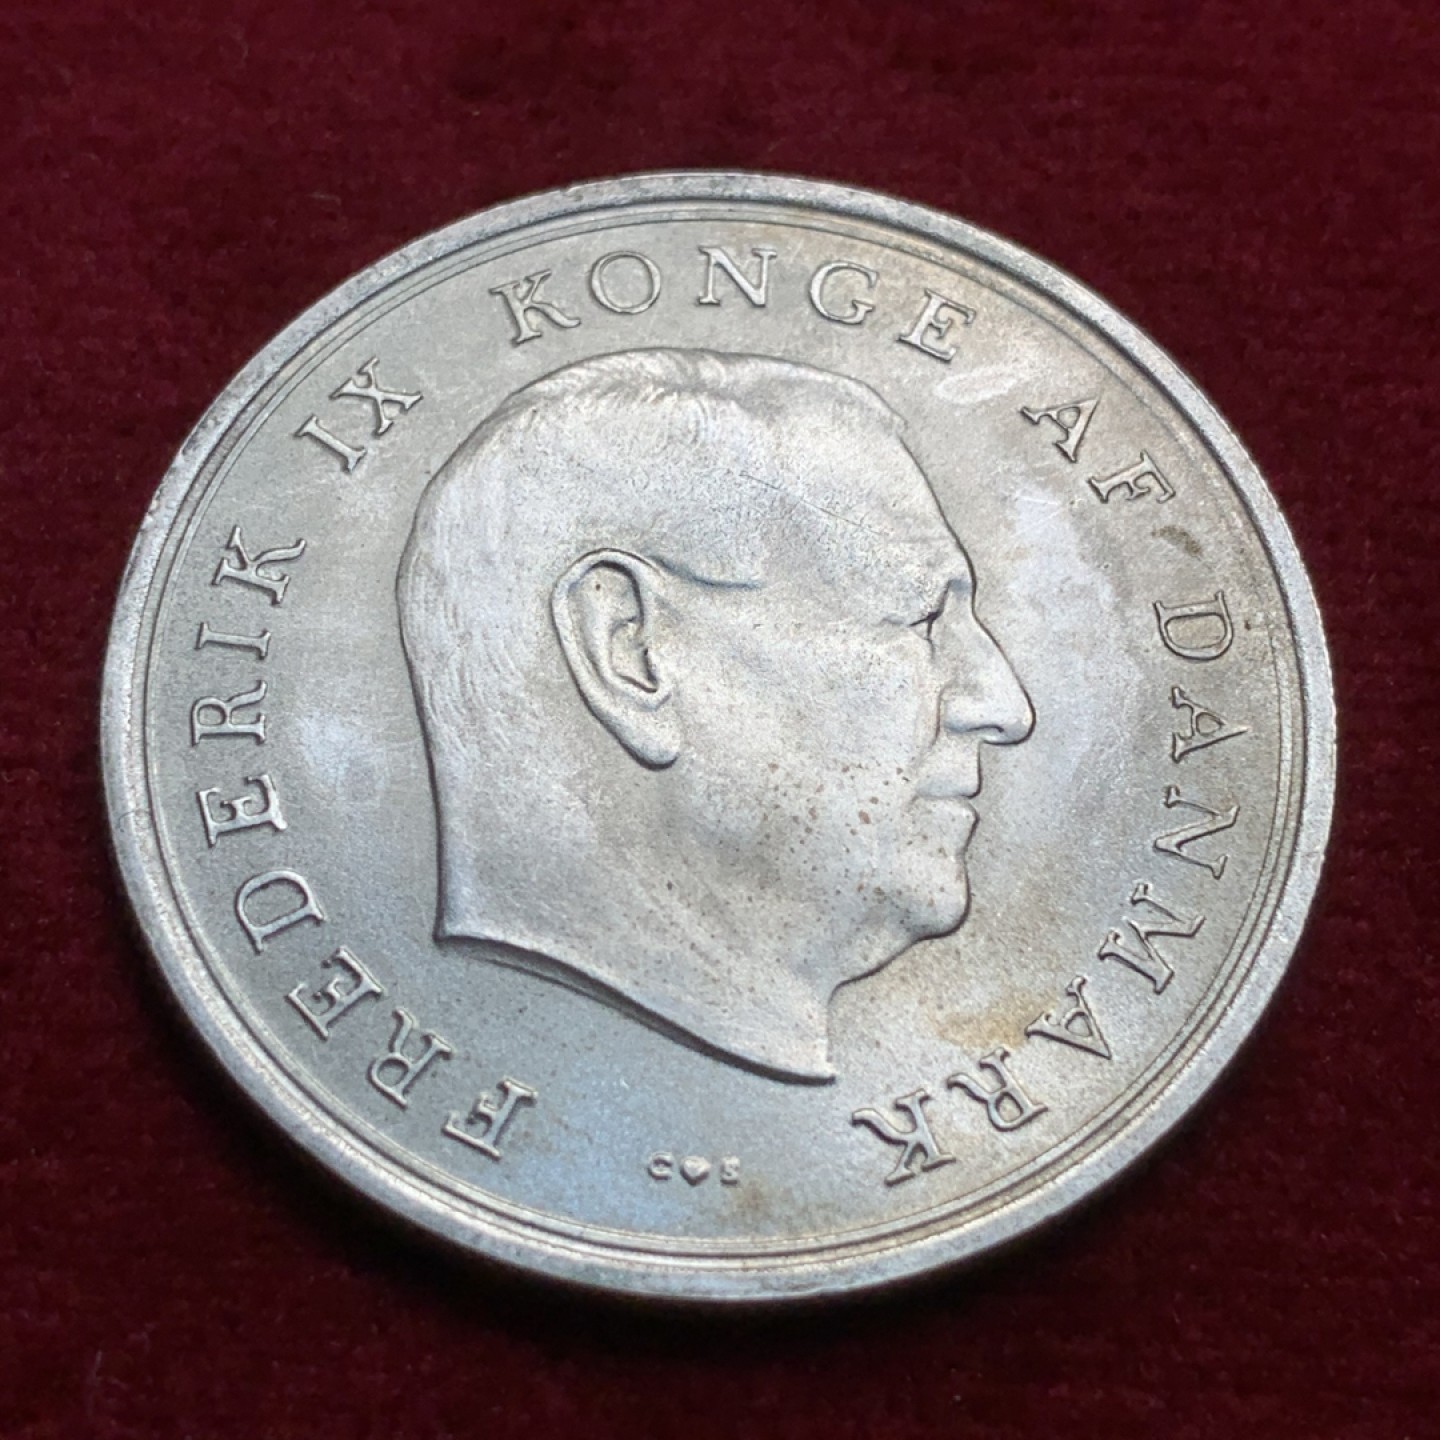 FREDERIK IX KONGE AF DANMARK
C♥S